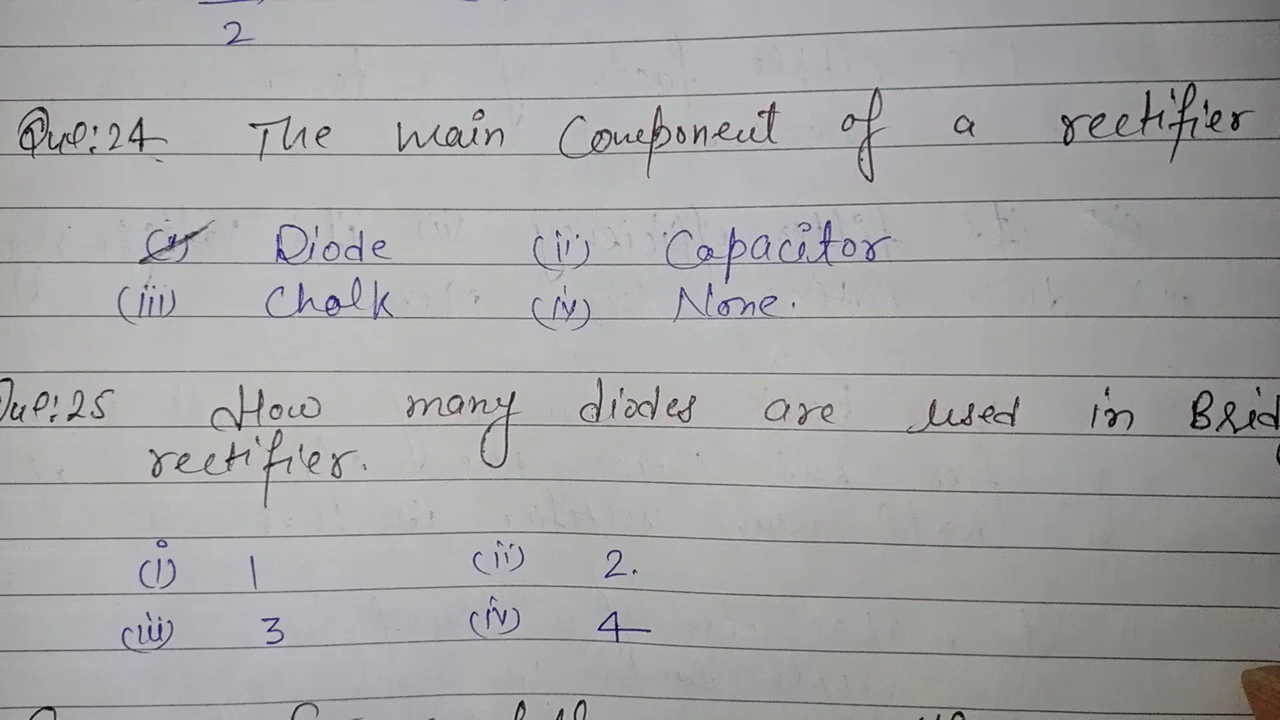 2
Que:24 The main Component of a rectifier
(i) Diode (ii) Capacitor
(iii) Chalk (iv) None.
Que:25 How many diodes are used in Brid
rectifier.
(i) 1 (ii) 2.
(iii) 3 (iv) 4